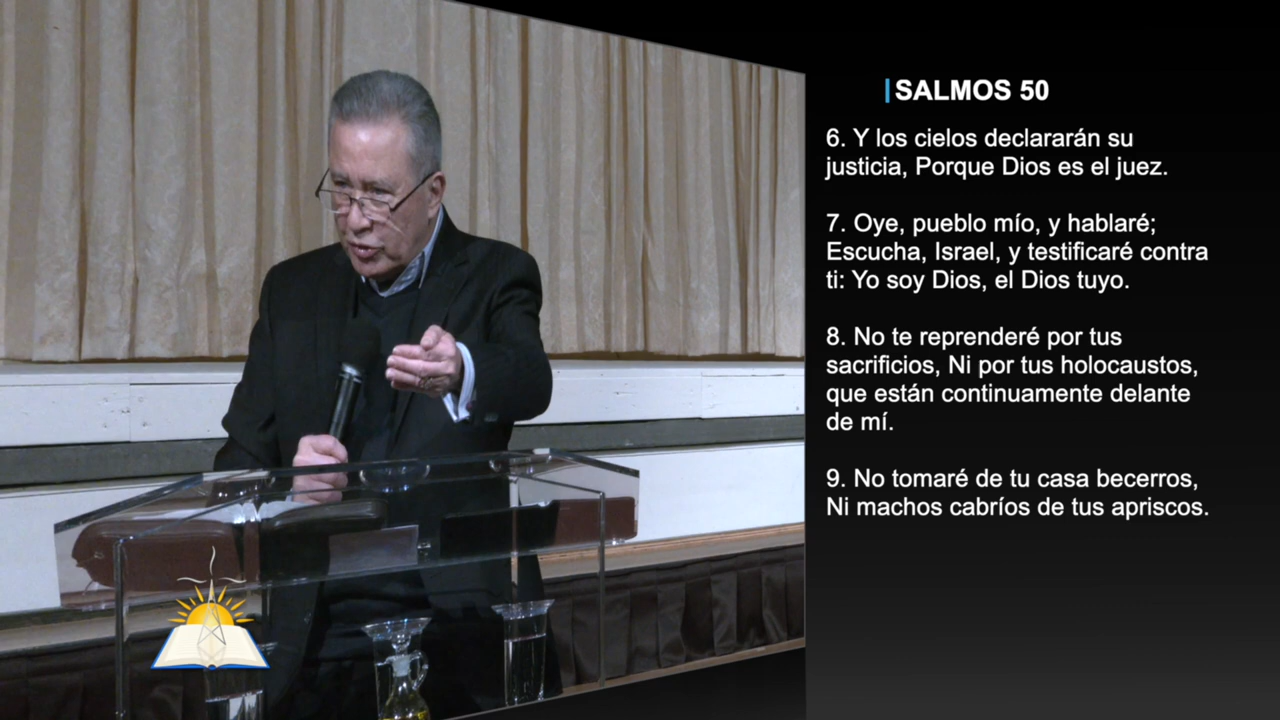 SALMOS 50
6. Y los cielos declararán su
justicia, Porque Dios es el juez.
7. Oye, pueblo mío, y hablaré;
Escucha, Israel, y testificaré contra
ti: Yo soy Dios, el Dios tuyo.
8. No te reprenderé por tus
sacrificios, Ni por tus holocaustos,
que están continuamente delante
de mí.
9. No tomaré de tu casa becerros,
Ni machos cabríos de tus apriscos.